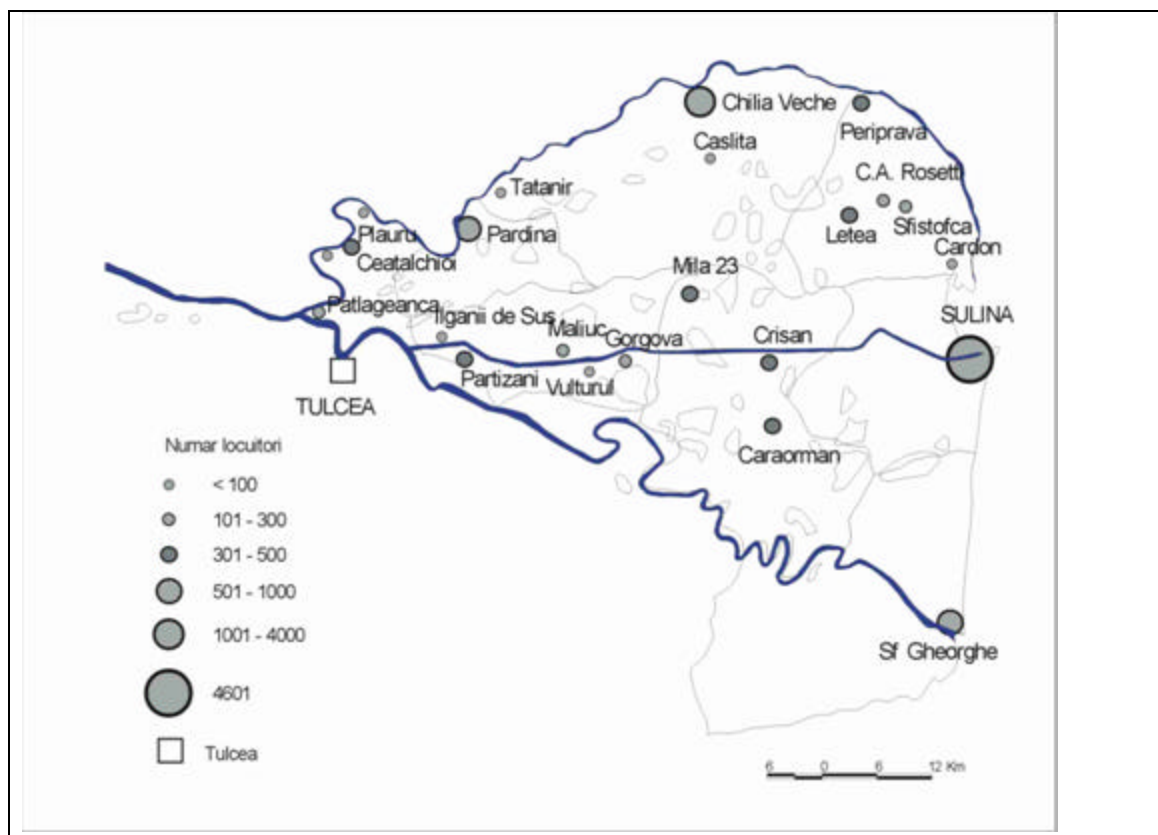 Chilia Veche
Periprava
Caslita
C.A. Rosetti
Tatanir
Sfistofca
Plauru
Pardina
Letea
Cardon
Ceatalchioi
Mila 23
Patlageanca
Ilganii de Sus
SULINA
Maliuc
Gorgova
Crisan
Partizani
Vulturul
TULCEA
Caraorman
Numar locuitori
< 100
101 - 300
301 - 500
501 - 1000
1001 - 4000
Sf Gheorghe
4601
Tulcea
6 0 6 12 Km